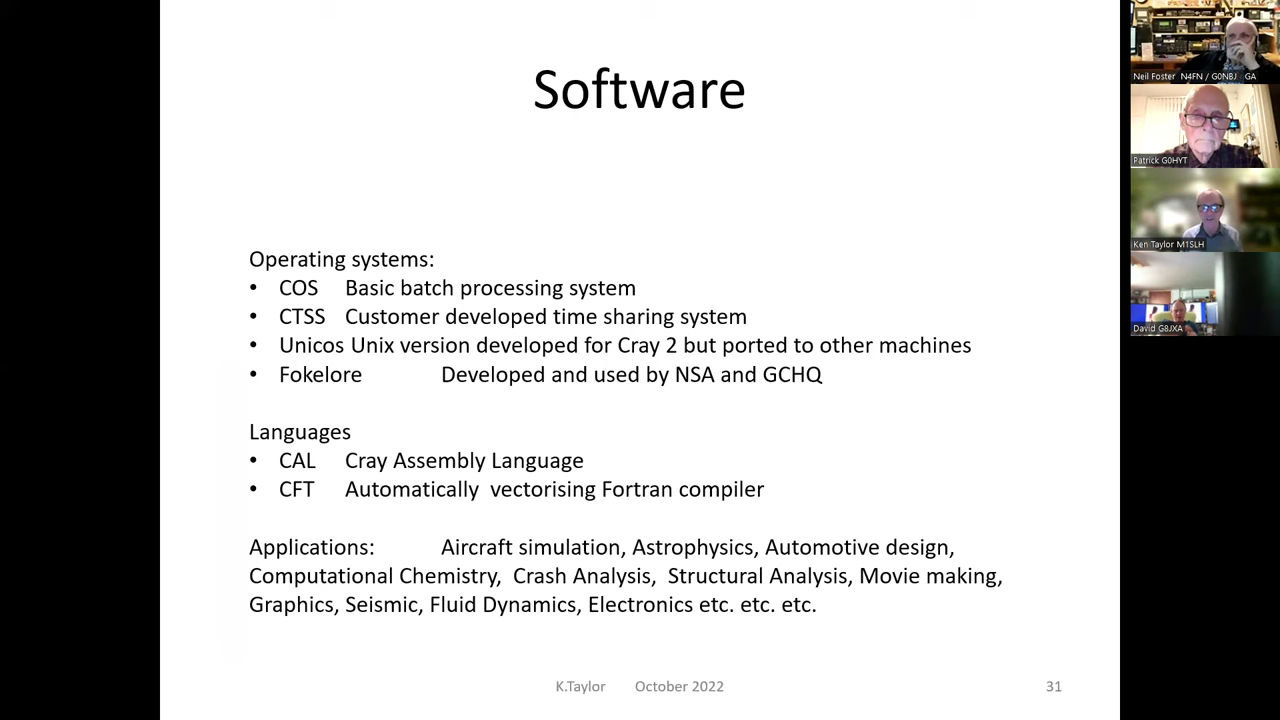 Software
Operating systems:
• COS Basic batch processing system
• CTSS Customer developed time sharing system
• Unicos Unix version developed for Cray 2 but ported to other machines
• Fokelore Developed and used by NSA and GCHQ
Languages
• CAL Cray Assembly Language
• CFT Automatically vectorising Fortran compiler
Applications: Aircraft simulation, Astrophysics, Automotive design,
Computational Chemistry, Crash Analysis, Structural Analysis, Movie making,
Graphics, Seismic, Fluid Dynamics, Electronics etc. etc. etc.
K.Taylor October 2022 31
Neil Foster N4FN / G0NBJ GA
Patrick G0HYT
Ken Taylor M1SLH
David G8JXA